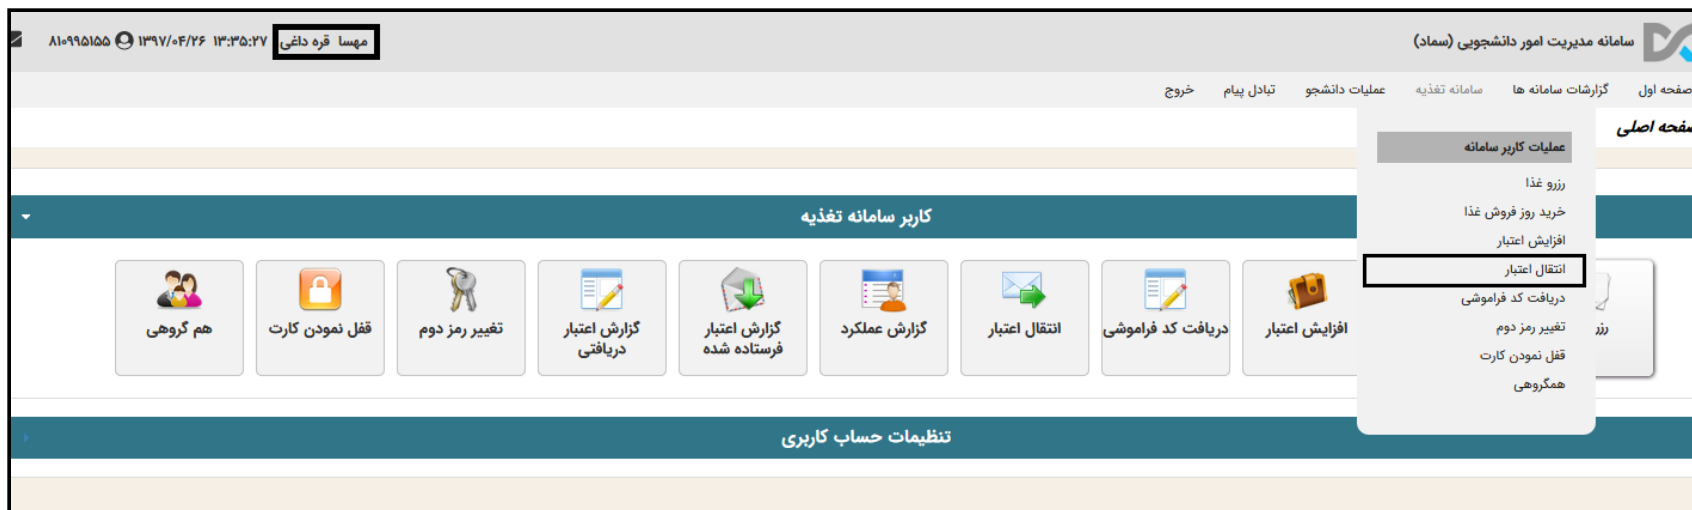 سامانه مدیریت امور دانشجویی (سماد)
مهسا قره داغی ۱۳:۳۵:۲۷ ۱۳۹۷/۰۴/۲۶ ۸۱۰۹۹۵۱۵۵
صفحه اول گزارشات سامانه ها سامانه تغذیه عملیات دانشجو تبادل پیام خروج
صفحه اصلی
عملیات کاربر سامانه
رزرو غذا
خرید روز فروش غذا
افزایش اعتبار
انتقال اعتبار
دریافت کد فراموشی
تغییر رمز دوم
قفل نمودن کارت
همگروهی
کاربر سامانه تغذیه
افزایش اعتبار
دریافت کد فراموشی
انتقال اعتبار
گزارش عملکرد
گزارش اعتبار
فرستاده شده
گزارش اعتبار
دریافتی
تغییر رمز دوم
قفل نمودن کارت
هم گروهی
تنظیمات حساب کاربری